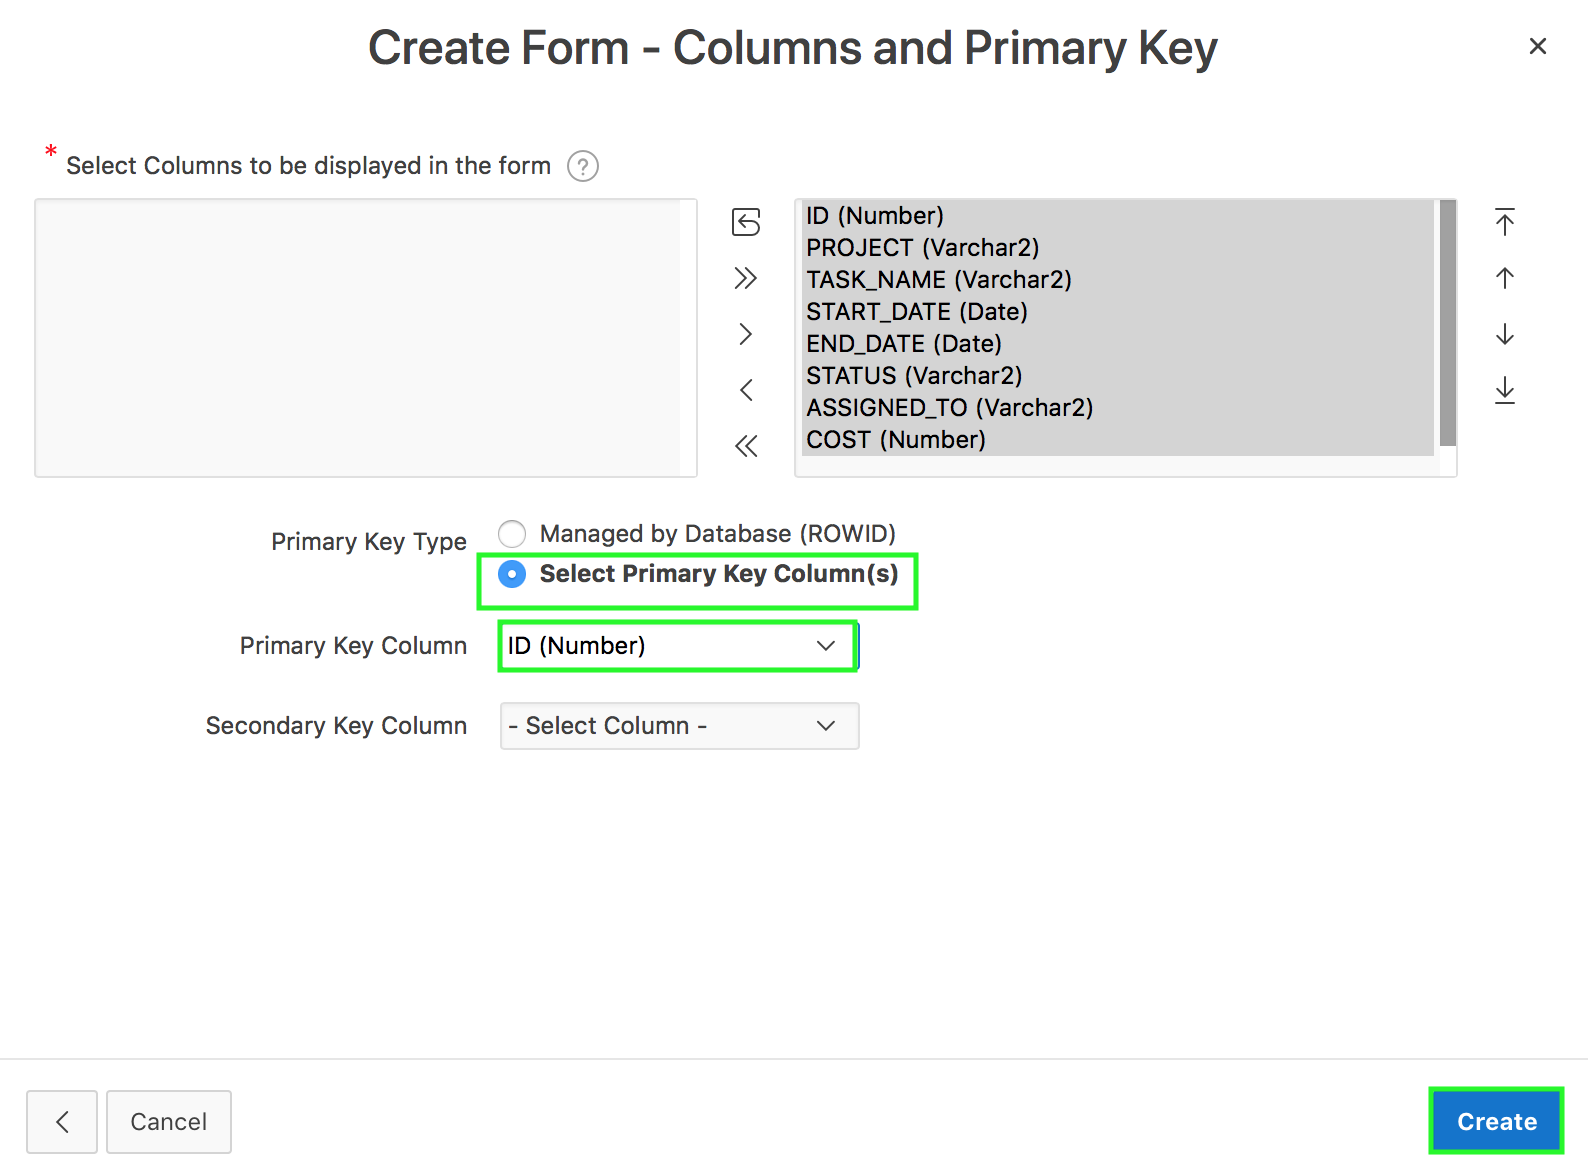 Create Form - Columns and Primary Key
* Select Columns to be displayed in the form ?
ID (Number)
PROJECT (Varchar2)
TASK_NAME (Varchar2)
START_DATE (Date)
END_DATE (Date)
STATUS (Varchar2)
ASSIGNED_TO (Varchar2)
COST (Number)
Primary Key Type
Managed by Database (ROWID)
Select Primary Key Column(s)
Primary Key Column ID (Number)
Secondary Key Column - Select Column -
Cancel
Create